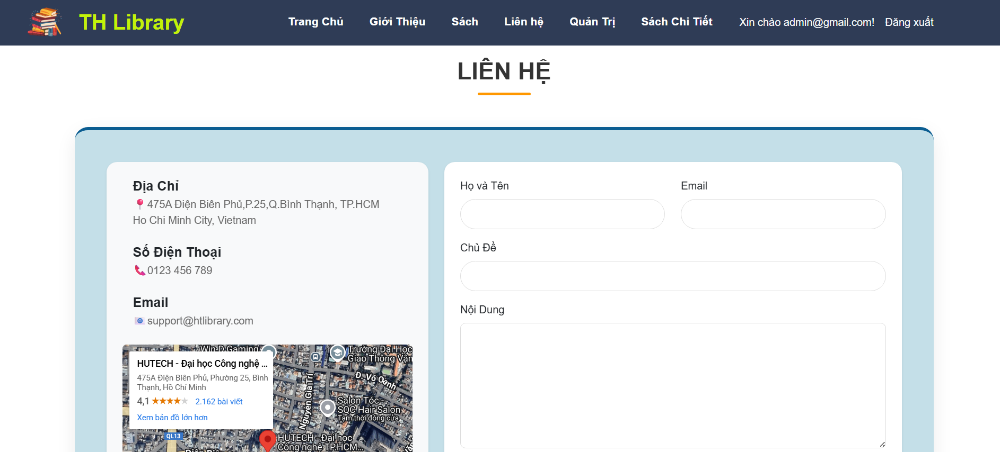 TH Library
Trang Chủ
Giới Thiệu
Sách
Liên hệ
Quản Trị
Sách Chi Tiết
Xin chào admin@gmail.com!
Đăng xuất
LIÊN HỆ
Địa Chỉ
475A Điện Biên Phủ,P.25,Q.Bình Thạnh, TP.HCM
Ho Chi Minh City, Vietnam
Số Điện Thoại
0123 456 789
Email
support@htlibrary.com
Win D Gaming
Trường Đại Học
Giao Thông Vận
HUTECH - Đại học Công nghệ ...
475A Điện Biên Phủ, Phường 25, Bình
Thạnh, Hồ Chí Minh
4,1
2.162 bài viết
Xem bản đồ lớn hơn
Đ. Võ Oanh
Nguyễn Gia Trí
Salon Tóc -
SQC Hair Salon
Tạm thời đóng cửa
QL13
HUTECH - Đại học
Công nghệ TP.HCM...
Họ và Tên
Email
Chủ Đề
Nội Dung